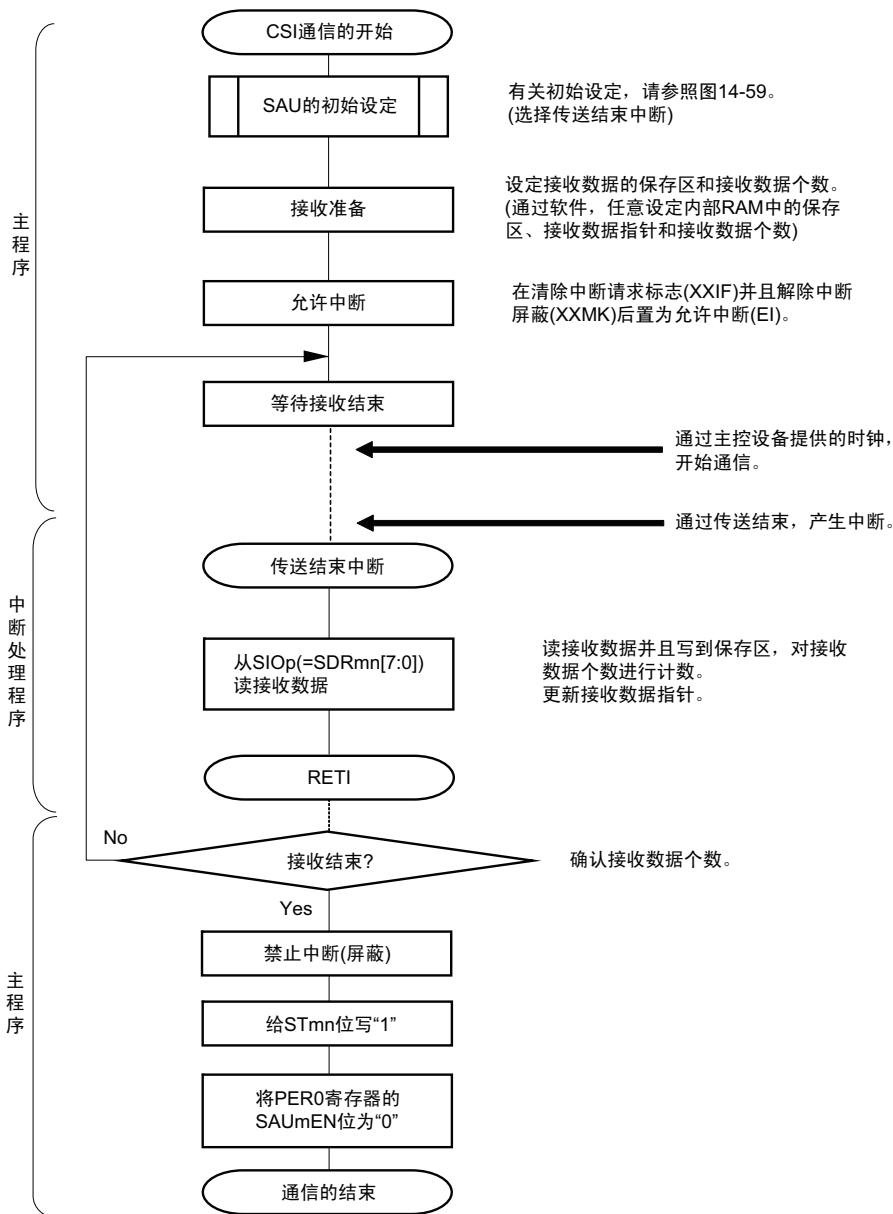 CSI通信的开始
SAU的初始设定
有关初始设定，请参照图14-59。
(选择传送结束中断)
主程序
接收准备
设定接收数据的保存区和接收数据个数。
(通过软件，任意设定内部RAM中的保存
区、接收数据指针和接收数据个数)
允许中断
在清除中断请求标志(XXIF)并且解除中断
屏蔽(XXMK)后置为允许中断(EI)。
等待接收结束
通过主控设备提供的时钟，
开始通信。
通过传送结束，产生中断。
传送结束中断
中断处理程序
从SIOp(=SDRmn[7:0])
读接收数据
读接收数据并且写到保存区，对接收
数据个数进行计数。
更新接收数据指针。
RETI
No
接收结束?
确认接收数据个数。
Yes
禁止中断(屏蔽)
主程序
给STmn位写“1”
将PER0寄存器的
SAUmEN位为“0”
通信的结束